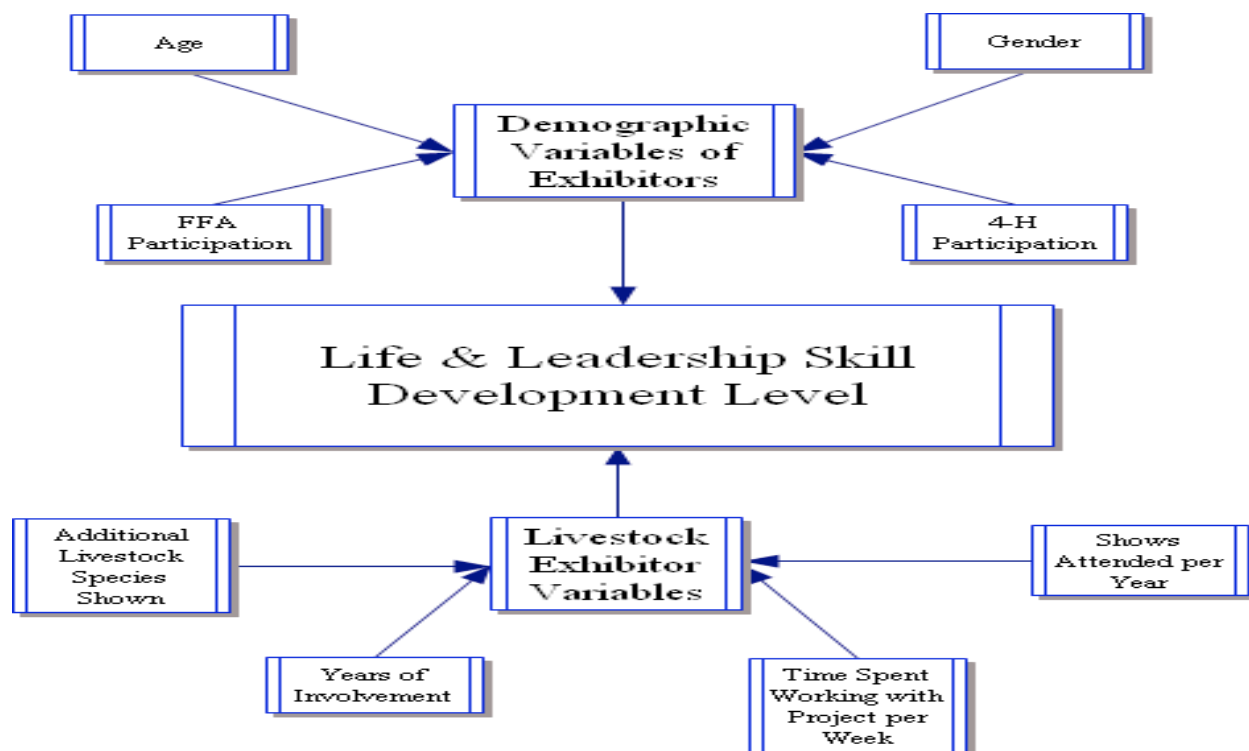 Age
Gender
Demographic
Variables of
Exhibitors
FFA
Participation
4-H
Participation
Life & Leadership Skill
Development Level
Additional
Livestock
Species
Shown
Livestock
Exhibitor
Variables
Shows
Attended per
Year
Years of
Involvement
Time Spent
Working with
Project per
Week